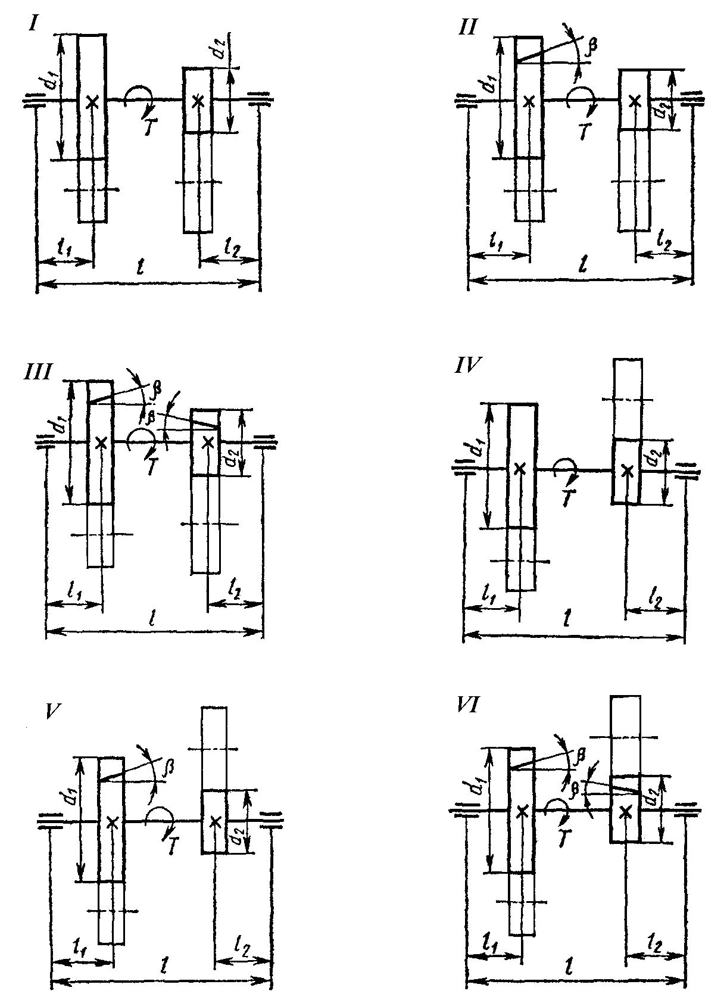 I
d₁
d₂
T
l₁
l₂
l
II
β
d₁
d₂
T
l₁
l₂
l
III
β
β
d₁
T
d₂
l₁
l₂
l
IV
d₁
d₂
T
l₁
l₂
l
V
β
d₁
d₂
T
l₁
l₂
l
VI
β
β
d₁
d₂
T
l₁
l₂
l